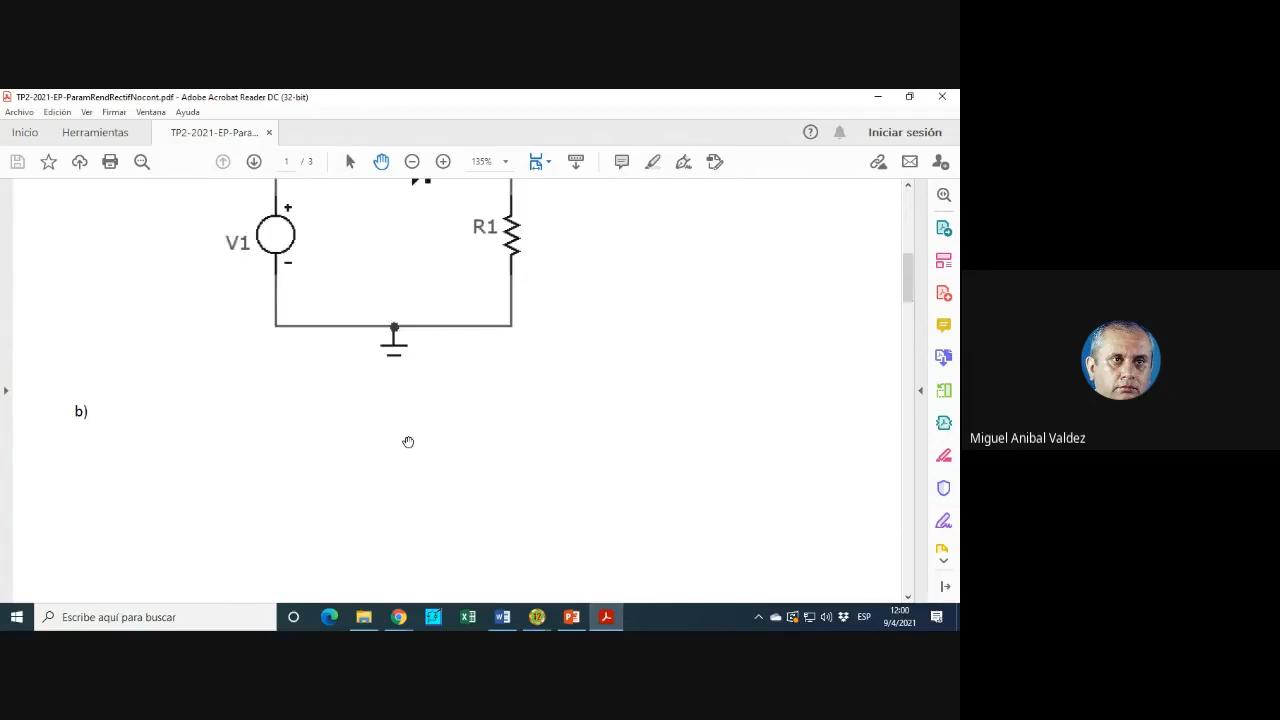 TP2-2021-EP-ParamRendRectifNocont.pdf - Adobe Acrobat Reader DC (32-bit)
Archivo Edición Ver Firmar Ventana Ayuda
Inicio Herramientas TP2-2021-EP-Para... × Iniciar sesión
1 / 3 135%
+
V1
-
R1
b)
Miguel Anibal Valdez
Escribe aquí para buscar
ESP
12:00
9/4/2021